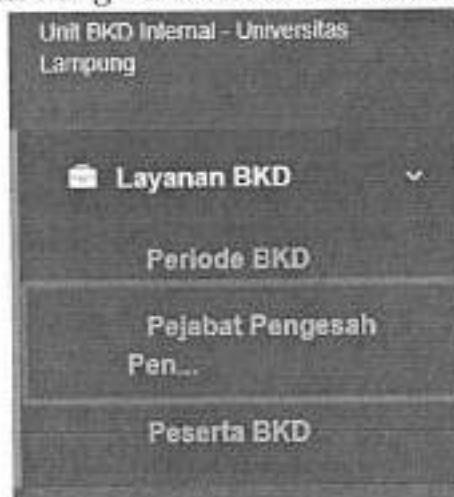 Unit BKD Internal - Universitas
Lampung
Layanan BKD
Periode BKD
Pejabat Pengesah
Pen...
Peserta BKD